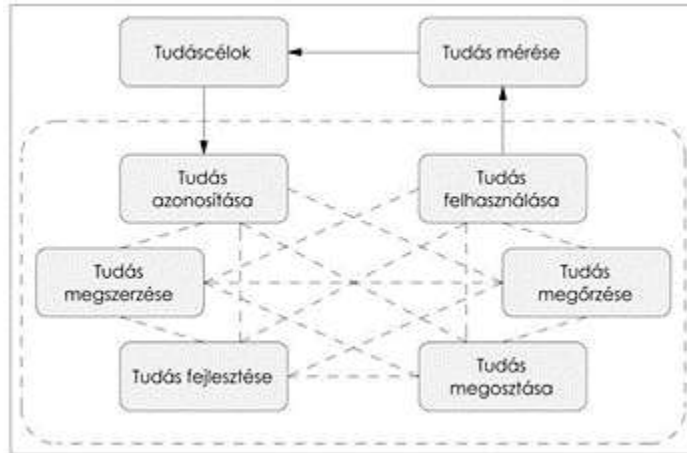 Tudáscélok
Tudás mérése
Tudás
azonosítása
Tudás
felhasználása
Tudás
megszerzése
Tudás
megőrzése
Tudás fejlesztése
Tudás
megosztása